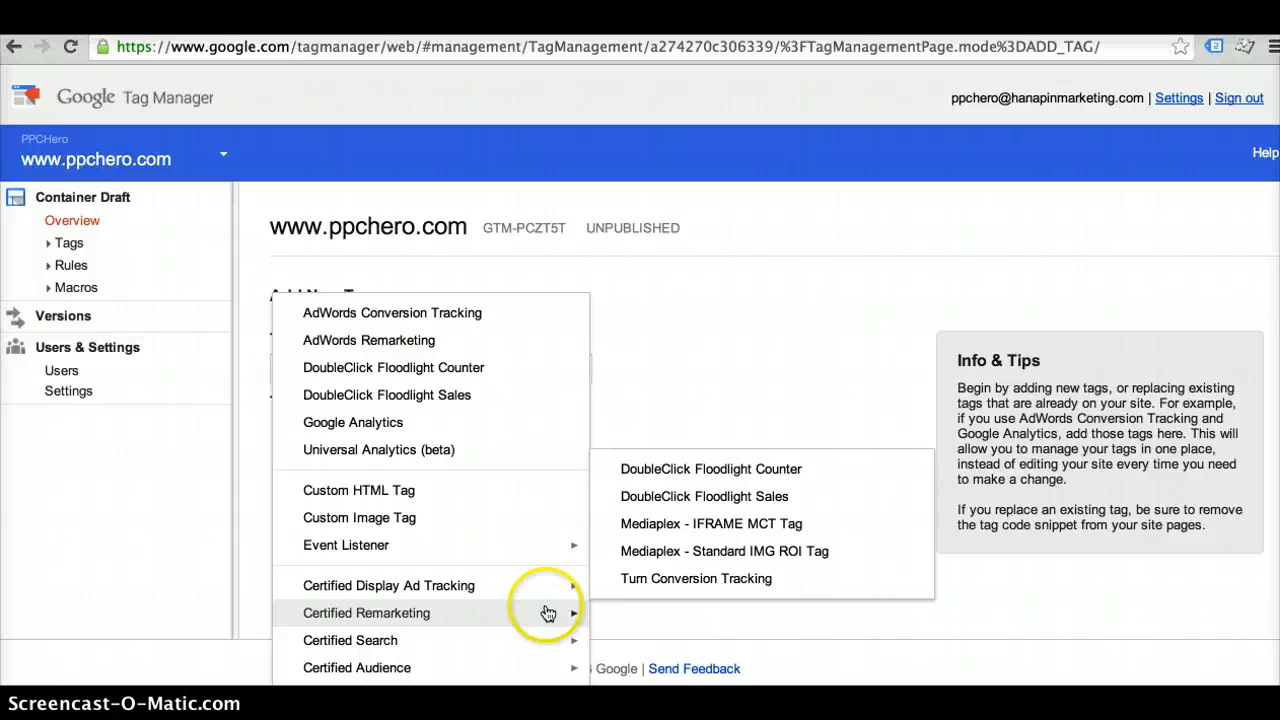 https://www.google.com/tagmanager/web/#management/TagManagement/a274270c306339/%3FTagManagementPage.mode%3DADD_TAG/
Google Tag Manager
ppchero@hanapinmarketing.com | Settings | Sign out
PPCHero
www.ppchero.com
Help
Container Draft
Overview
Tags
Rules
Macros
Versions
Users & Settings
Users
Settings
www.ppchero.com GTM-PCZT5T UNPUBLISHED
AdWords Conversion Tracking
AdWords Remarketing
DoubleClick Floodlight Counter
DoubleClick Floodlight Sales
Google Analytics
Universal Analytics (beta)
Custom HTML Tag
Custom Image Tag
Event Listener
Certified Display Ad Tracking
Certified Remarketing
Certified Search
Certified Audience
DoubleClick Floodlight Counter
DoubleClick Floodlight Sales
Mediaplex - IFRAME MCT Tag
Mediaplex - Standard IMG ROI Tag
Turn Conversion Tracking
Info & Tips
Begin by adding new tags, or replacing existing
tags that are already on your site. For example,
if you use AdWords Conversion Tracking and
Google Analytics, add those tags here. This will
allow you to manage your tags in one place,
instead of editing your site every time you need
to make a change.
If you replace an existing tag, be sure to remove
the tag code snippet from your site pages.
Google | Send Feedback
Screencast-O-Matic.com